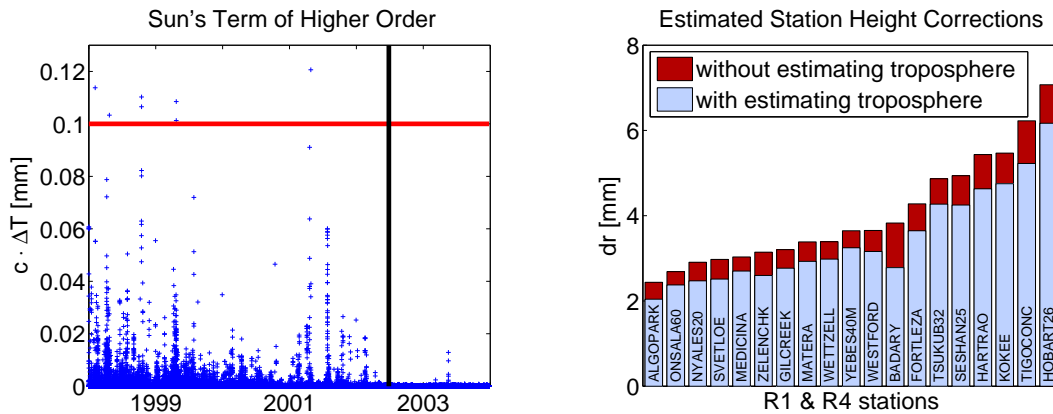 Sun's Term of Higher Order
0.12
0.1
0.08
0.06
0.04
0.02
0
c · ΔT [mm]
1999
2001
2003
Estimated Station Height Corrections
8
6
4
2
0
dr [mm]
without estimating troposphere
with estimating troposphere
ALGOPARK
ONSALA60
NYALES20
SVETLOE
MEDICINA
ZELENCHK
GILCREEK
MATERA
WETTZELL
YEBES40M
WESTFORD
BADARY
FORTLEZA
TSUKUB32
SESHAN25
HARTRAO
KOKEE
TIGOCONC
HOBART26
R1 & R4 stations